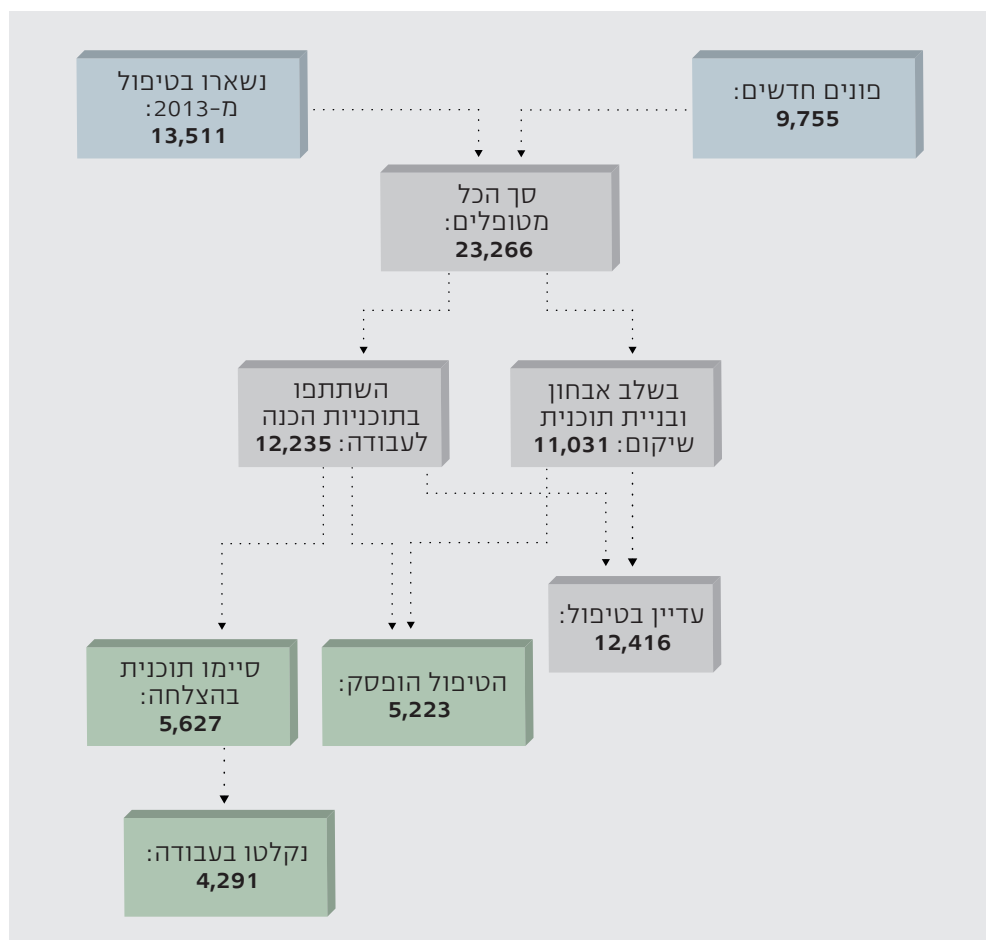 פונים חדשים:
9,755
נשארו בטיפול
מ-2013:
13,511
סך הכל
מטופלים:
23,266
בשלב אבחון
ובניית תוכנית
שיקום: 11,031
השתתפו
בתוכניות הכנה
לעבודה: 12,235
עדיין בטיפול:
12,416
הטיפול הופסק:
5,223
סיימו תוכנית
בהצלחה:
5,627
נקלטו בעבודה:
4,291